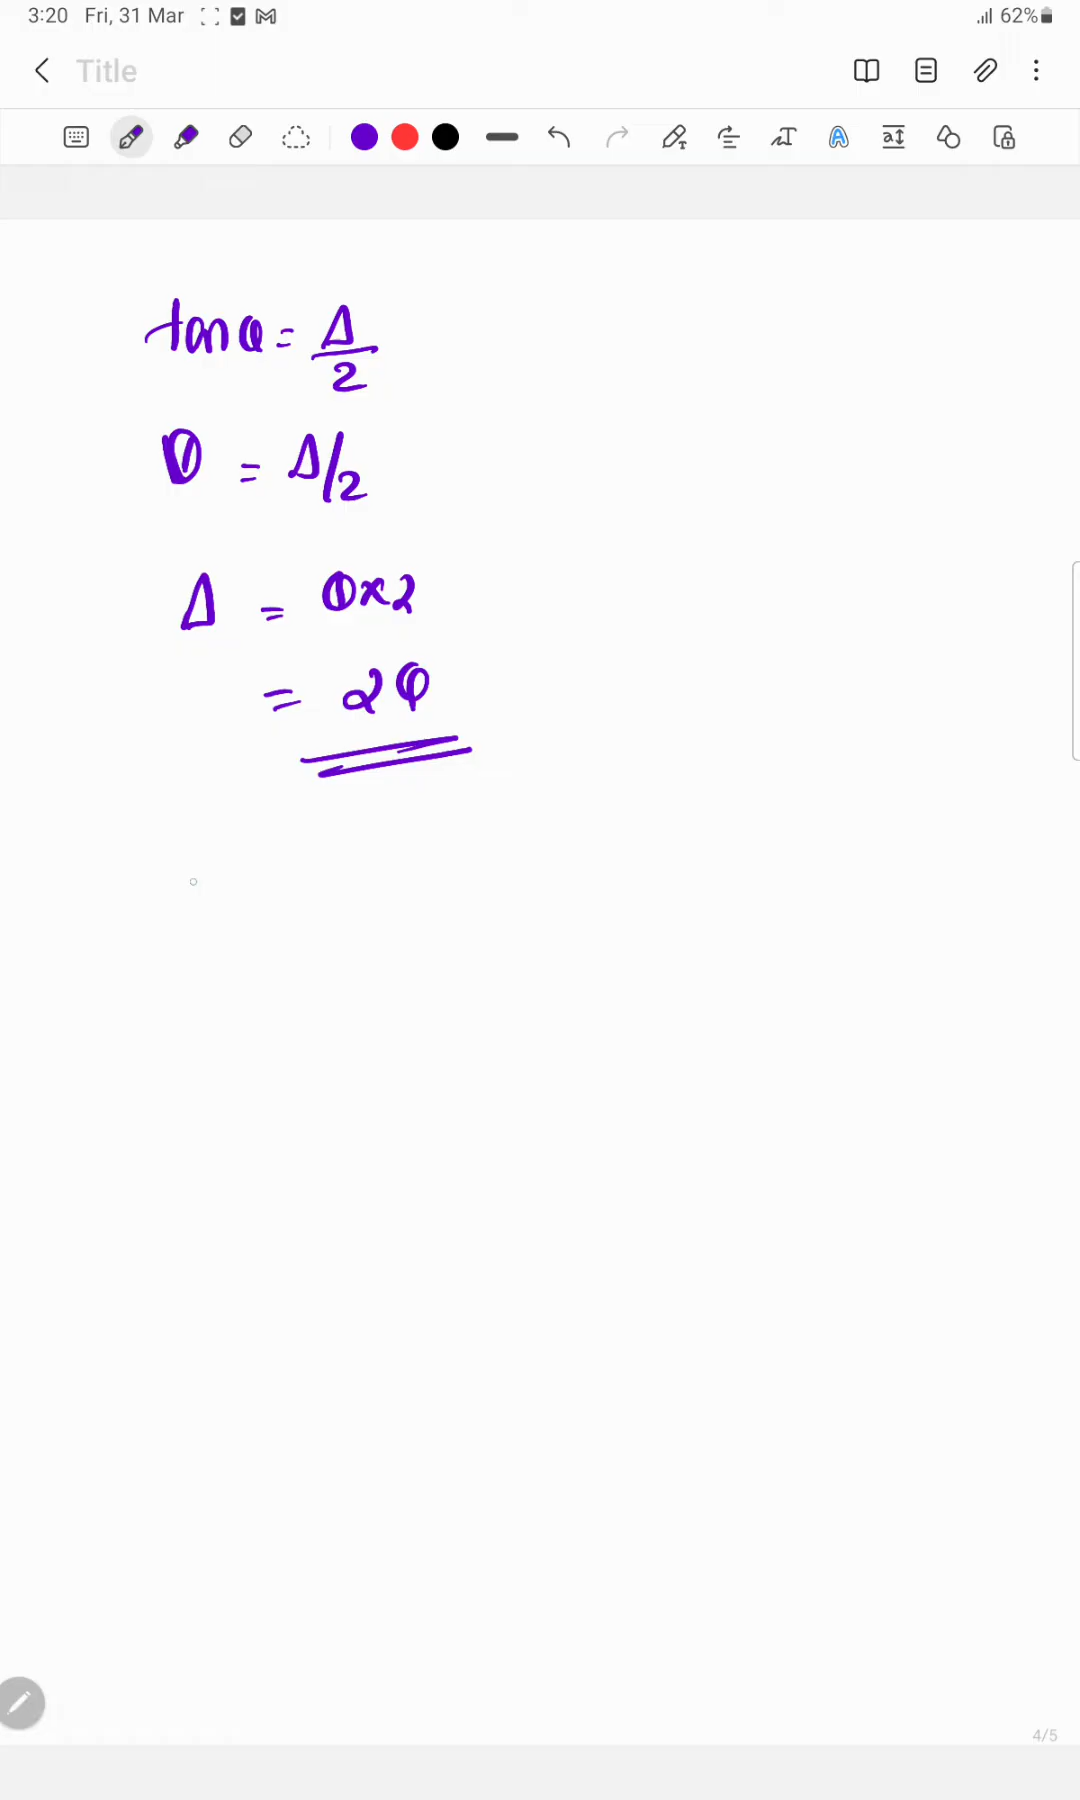 3:20 Fri, 31 Mar 62%
Title
tan θ = Δ/2
θ = Δ/2
Δ = θ×2
= 2θ
4/5